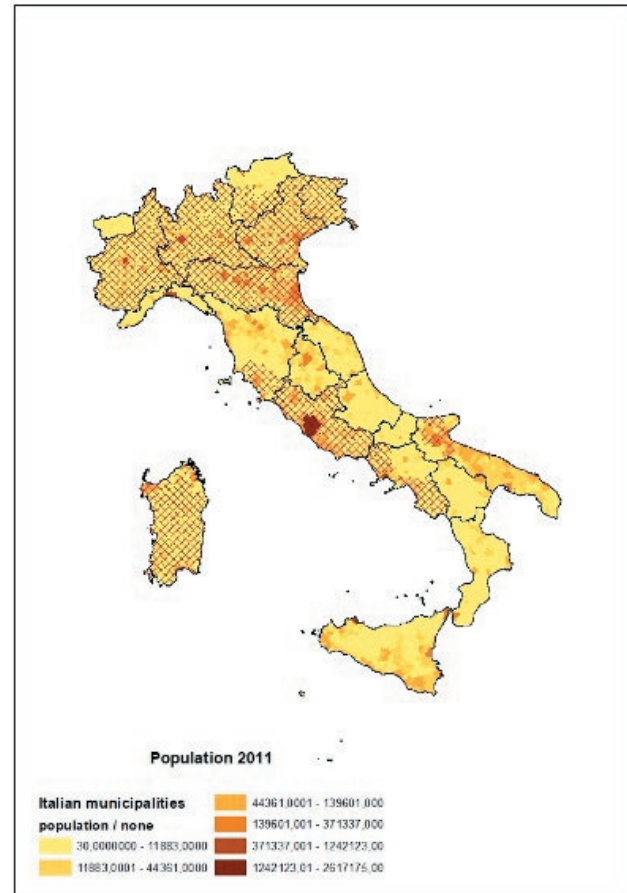 Population 2011
Italian municipalities
population / none
30,0000000 - 11883,0000
11883,0001 - 44361,0000
44361,0001 - 139601,000
139601,001 - 371337,000
371337,001 - 1242123,00
1242123,01 - 2617175,00